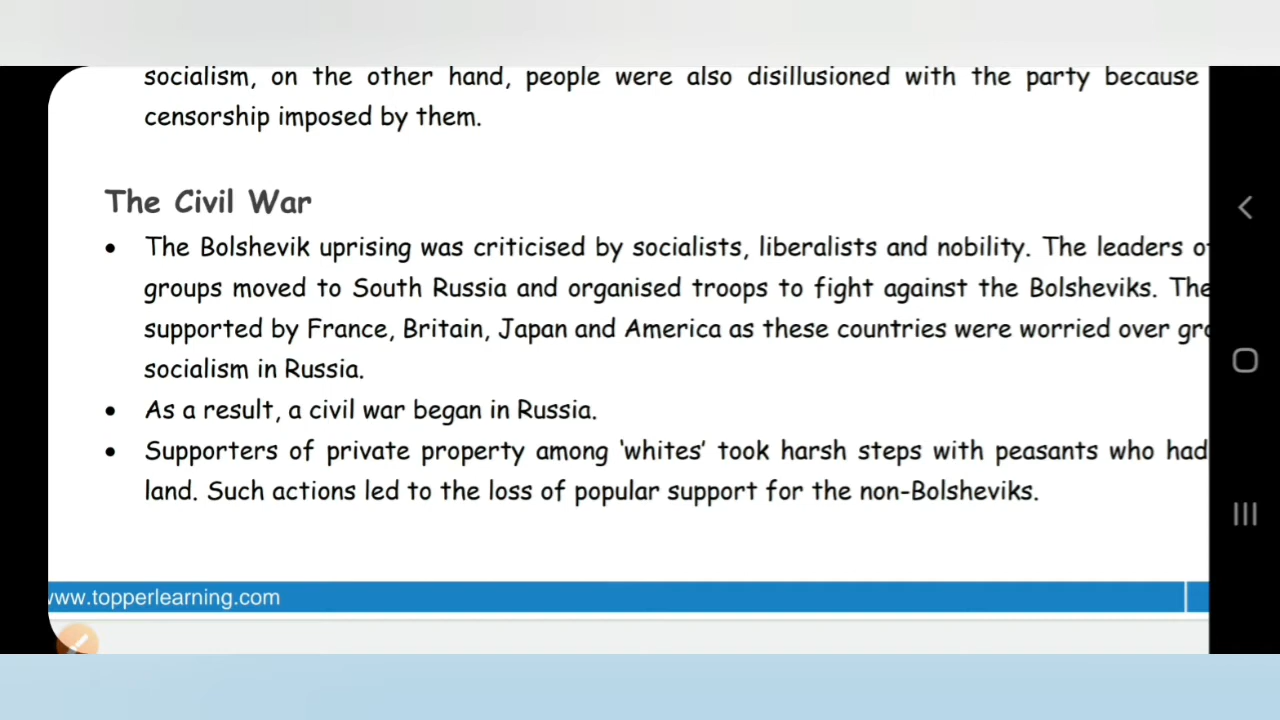 socialism, on the other hand, people were also disillusioned with the party because
censorship imposed by them.
The Civil War
• The Bolshevik uprising was criticised by socialists, liberalists and nobility. The leaders
groups moved to South Russia and organised troops to fight against the Bolsheviks.
supported by France, Britain, Japan and America as these countries were worried over
socialism in Russia.
• As a result, a civil war began in Russia.
• Supporters of private property among ‘whites’ took harsh steps with peasants who had
land. Such actions led to the loss of popular support for the non-Bolsheviks.
www.topperlearning.com